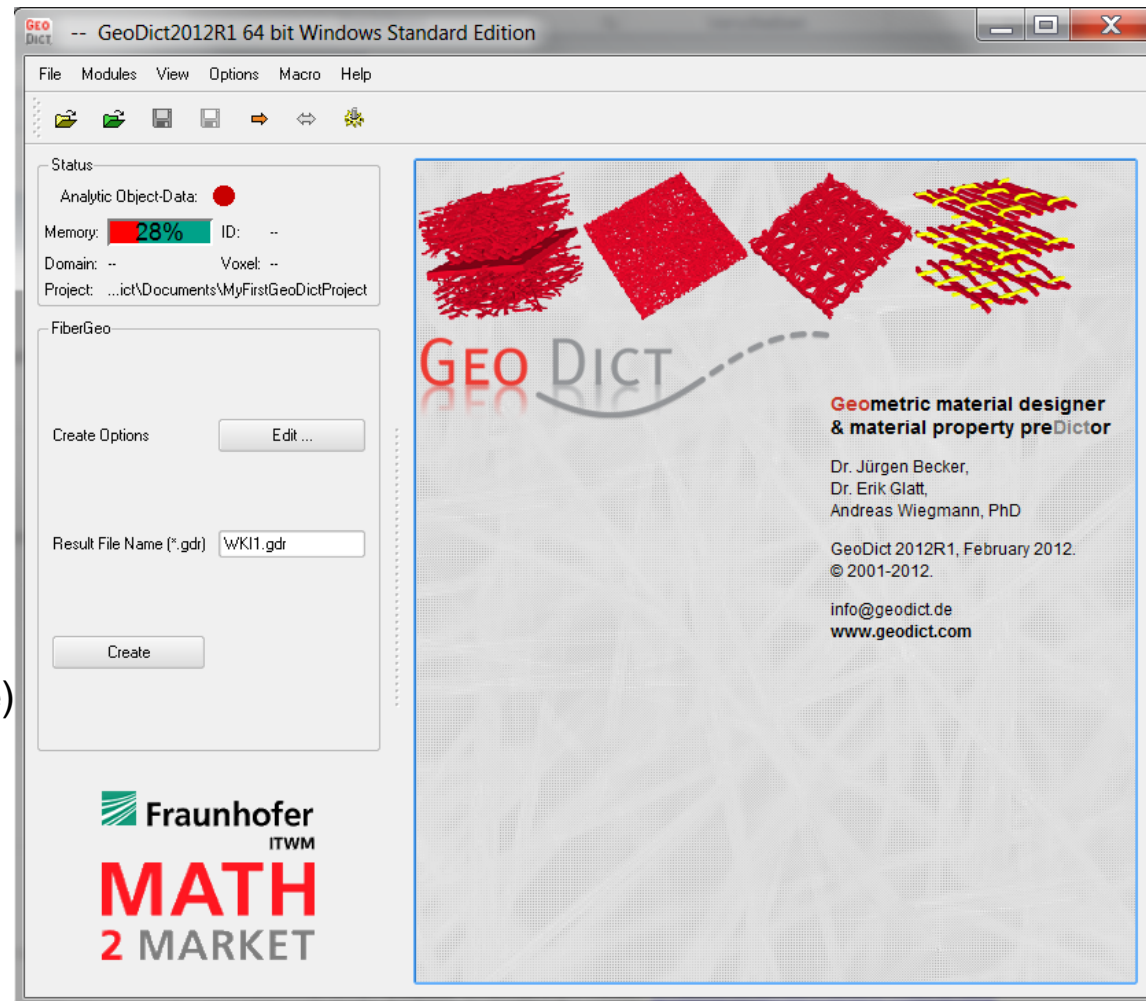 GEO
DICT
-- GeoDict2012R1 64 bit Windows Standard Edition
X
File Modules View Options Macro Help
Status
Analytic Object-Data:
Memory: 28% ID: --
Domain: -- Voxel: --
Project: ...ict\Documents\MyFirstGeoDictProject
FiberGeo
Create Options Edit ...
Result File Name (*.gdr) WKI1.gdr
Create
)
Fraunhofer
ITWM
MATH
2 MARKET
GEO DICT
Geometric material designer
& material property preDictor
Dr. Jürgen Becker,
Dr. Erik Glatt,
Andreas Wiegmann, PhD
GeoDict 2012R1, February 2012.
© 2001-2012.
info@geodict.de
www.geodict.com